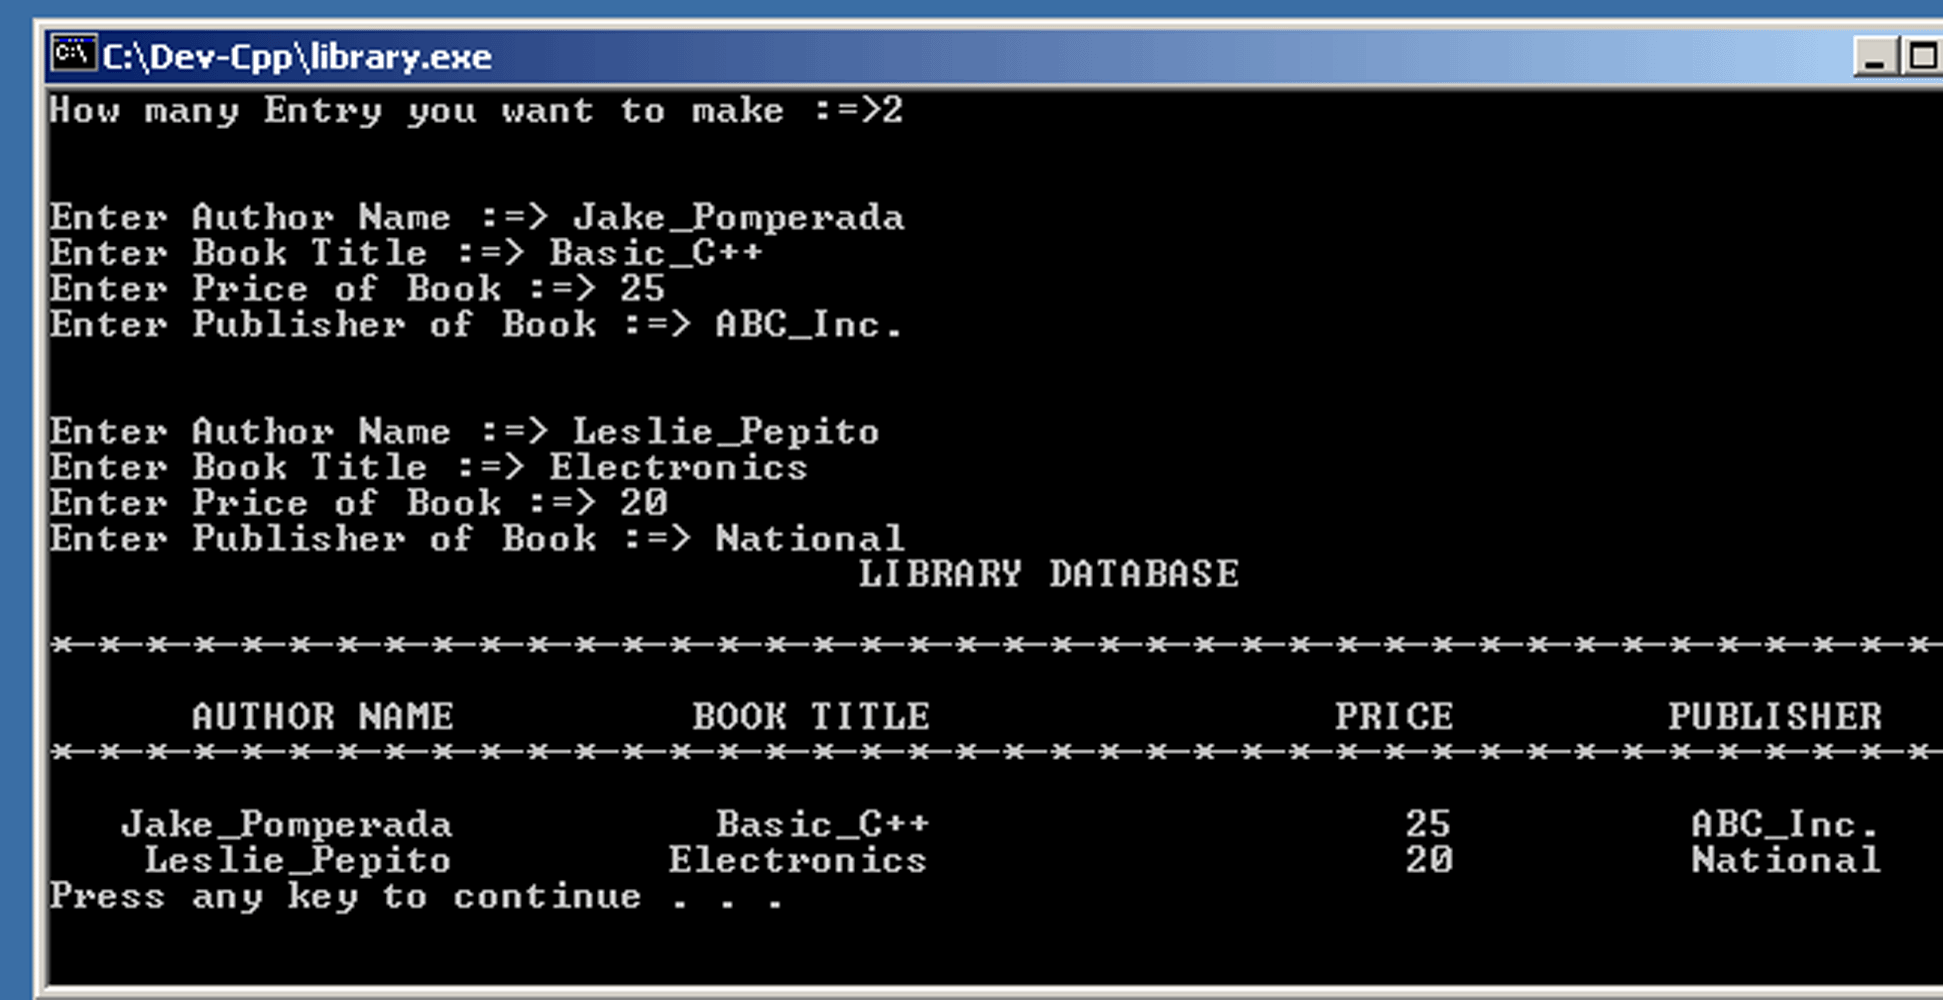 C:\Dev-Cpp\library.exe
How many Entry you want to make :=>2
Enter Author Name :=> Jake_Pomperada
Enter Book Title :=> Basic_C++
Enter Price of Book :=> 25
Enter Publisher of Book :=> ABC_Inc.
Enter Author Name :=> Leslie_Pepito
Enter Book Title :=> Electronics
Enter Price of Book :=> 20
Enter Publisher of Book :=> National
LIBRARY DATABASE
*-*-*-*-*-*-*-*-*-*-*-*-*-*-*-*-*-*-*-*-*-*-*-*-*-*-*-*-*-*-*-*-*-*-*-*-*-*-*-*-
AUTHOR NAME BOOK TITLE PRICE PUBLISHER
*-*-*-*-*-*-*-*-*-*-*-*-*-*-*-*-*-*-*-*-*-*-*-*-*-*-*-*-*-*-*-*-*-*-*-*-*-*-*-*-
Jake_Pomperada Basic_C++ 25 ABC_Inc.
Leslie_Pepito Electronics 20 National
Press any key to continue . . .